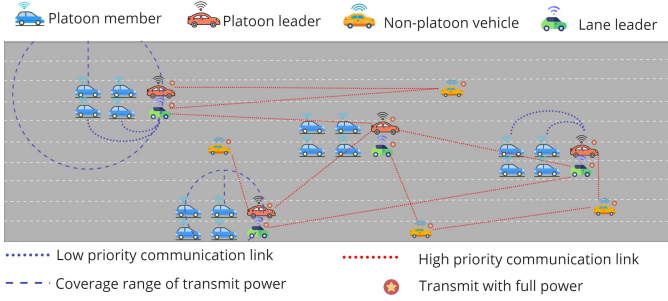 Platoon member
Platoon leader
Non-platoon vehicle
Lane leader
Low priority communication link
High priority communication link
Coverage range of transmit power
Transmit with full power